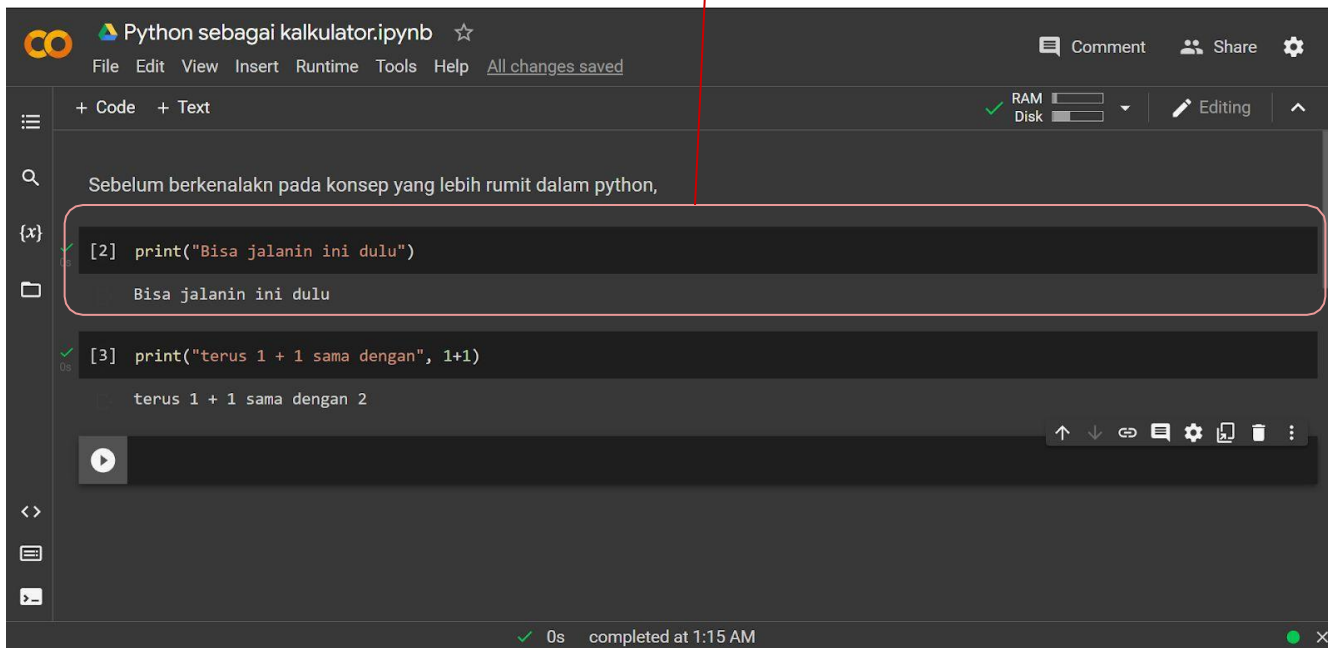 Python sebagai kalkulator.ipynb
File Edit View Insert Runtime Tools Help All changes saved
Comment Share
+ Code + Text
RAM
Disk
Editing
Sebelum berkenalakn pada konsep yang lebih rumit dalam python,
{x}
[2] print("Bisa jalanin ini dulu")
0s
Bisa jalanin ini dulu
[3] print("terus 1 + 1 sama dengan", 1+1)
0s
terus 1 + 1 sama dengan 2
0s completed at 1:15 AM